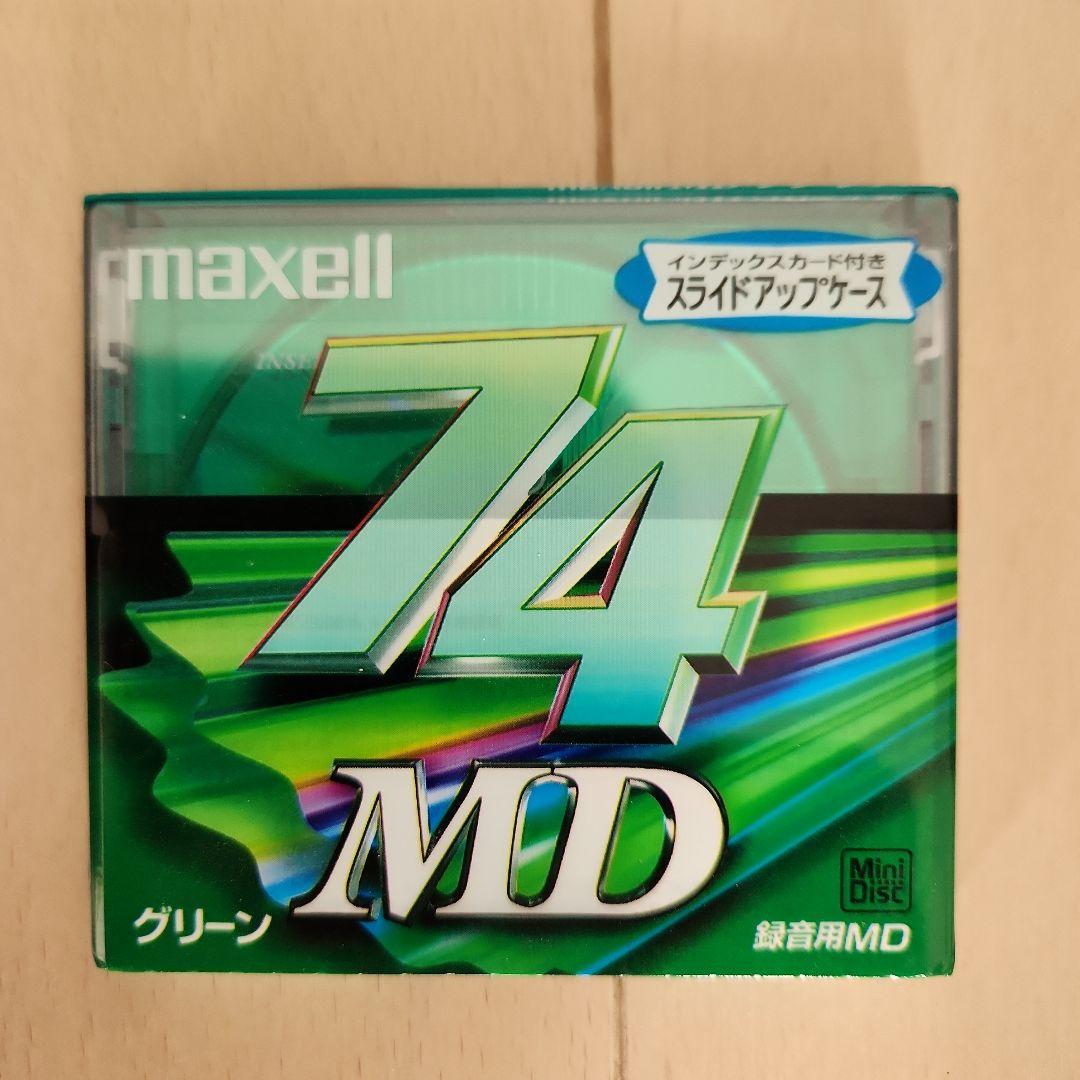 maxell
インデックスカード付き
スライドアップケース
74
MD
グリーン
Mini
Disc
録音用MD